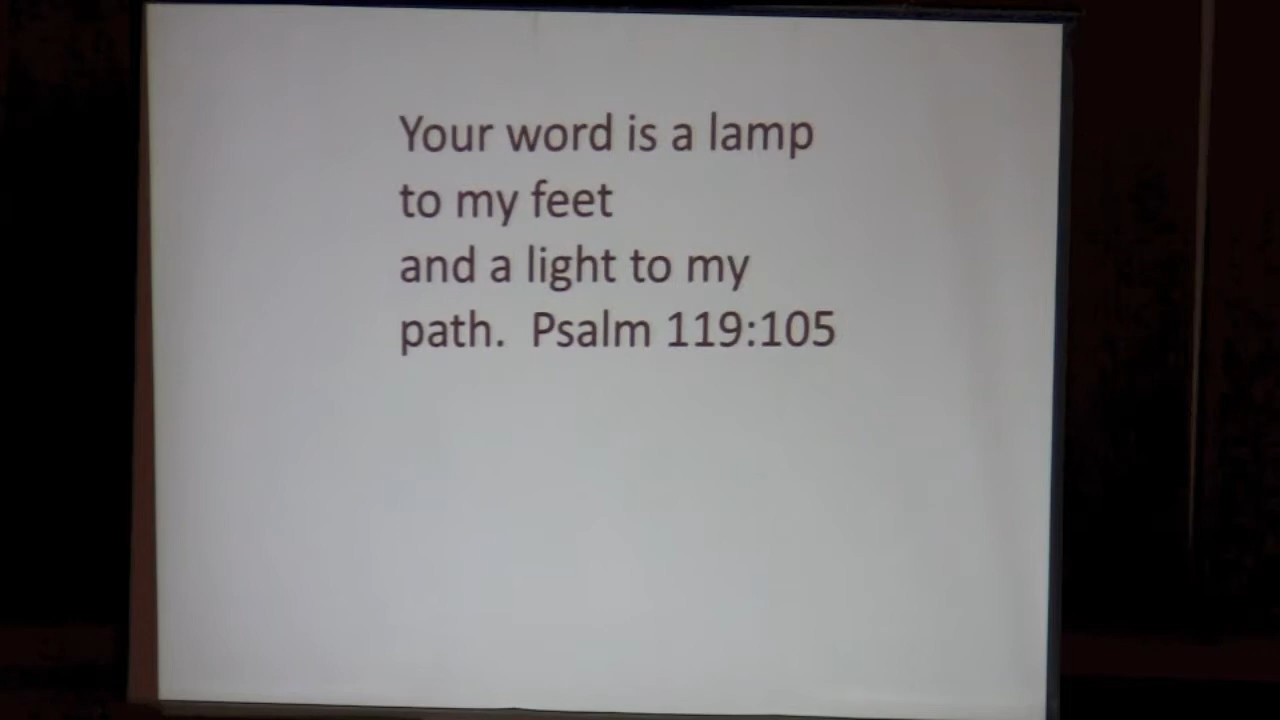 Your word is a lamp
to my feet
and a light to my
path.  Psalm 119:105